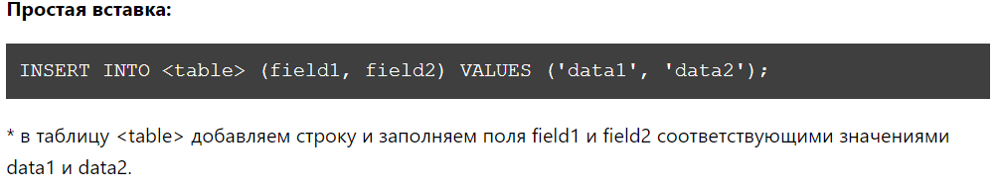 Простая вставка:
INSERT INTO <table> (field1, field2) VALUES ('data1', 'data2');
* в таблицу <table> добавляем строку и заполняем поля field1 и field2 соответствующими значениями
data1 и data2.